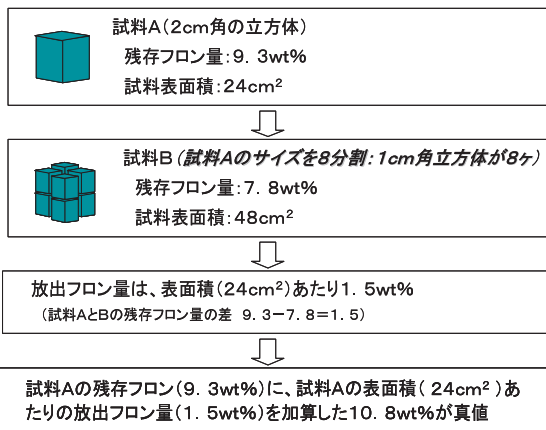 試料A(2cm角の立方体)
残存フロン量:9.3wt%
試料表面積:24cm²
試料B(試料Aのサイズを8分割:1cm角立方体が8ヶ)
残存フロン量:7.8wt%
試料表面積:48cm²
放出フロン量は、表面積(24cm²)あたり1.5wt%
(試料AとBの残存フロン量の差 9.3-7.8=1.5)
試料Aの残存フロン(9.3wt%)に、試料Aの表面積( 24cm² )あ
たりの放出フロン量(1.5wt%)を加算した10.8wt%が真値